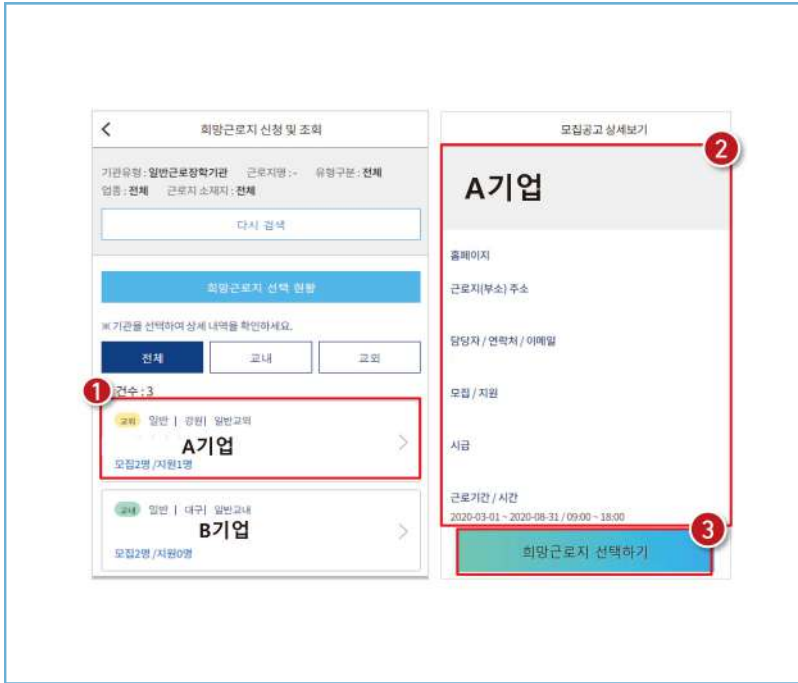 희망근로지 신청 및 조회
기관유형 : 일반근로장학기관 근로지명 : - 유형구분 : 전체
업종 : 전체 근로지 소재지 : 전체
다시 검색
희망근로지 선택 현황
※ 기관을 선택하여 상세 내역을 확인하세요.
전체 교내 교외
1
건수 : 3
교외 일반 | 강원 | 일반교외
A기업
모집2명 /지원1명
교내 일반 | 대구 | 일반교내
B기업
모집2명 /지원0명
모집공고 상세보기
2
A기업
홈페이지
근로지(부소) 주소
담당자 / 연락처 / 이메일
모집 / 지원
시급
근로기간 / 시간
2020-03-01 ~ 2020-08-31 / 09:00 ~ 18:00
3
희망근로지 선택하기